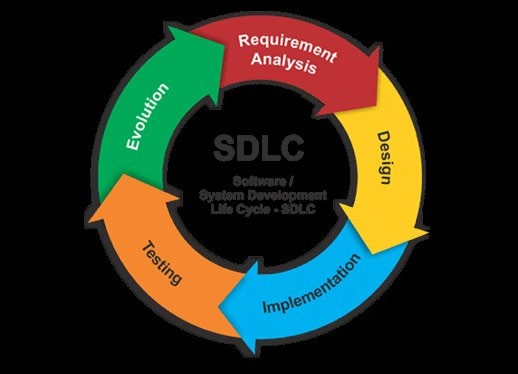 Requirement
Analysis
Design
Implementation
Testing
Evolution
SDLC
Software /
System Development
Life Cycle - SDLC